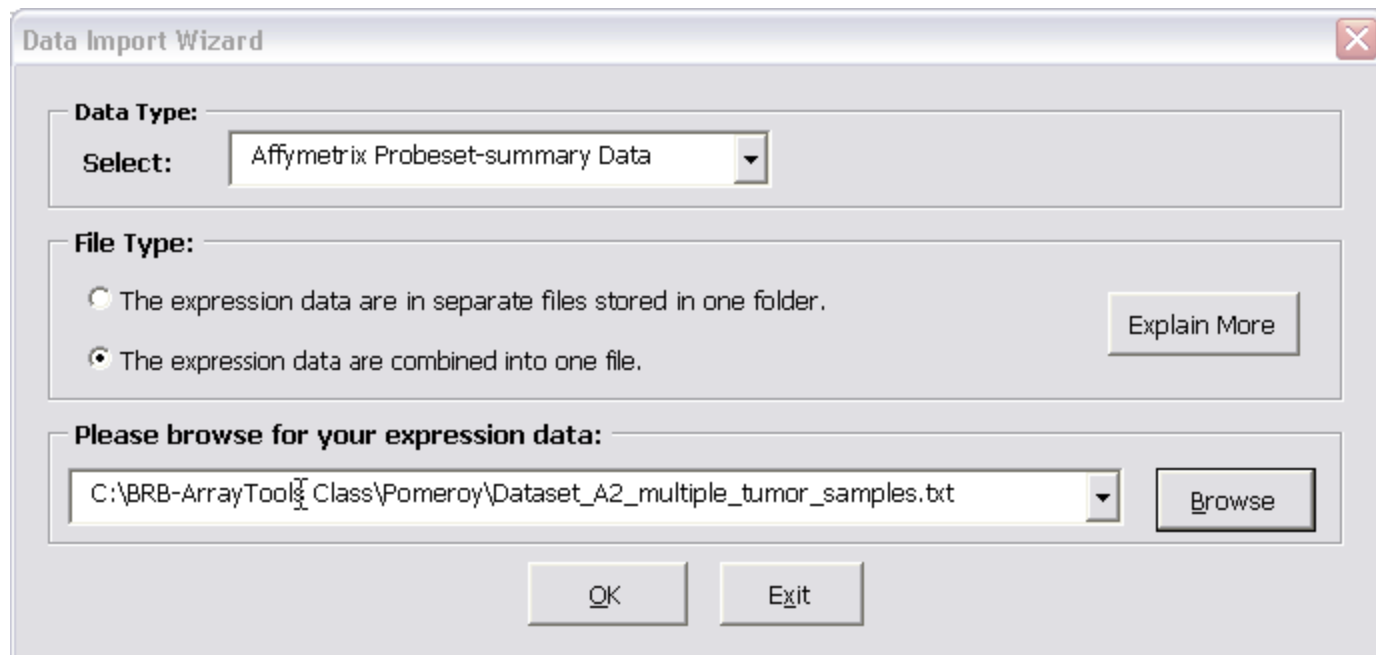 Data Import Wizard
Data Type:
Select: Affymetrix Probeset-summary Data
File Type:
The expression data are in separate files stored in one folder.
Explain More
The expression data are combined into one file.
Please browse for your expression data:
C:\BRB-ArrayTools Class\Pomeroy\Dataset_A2_multiple_tumor_samples.txt
Browse
OK Exit